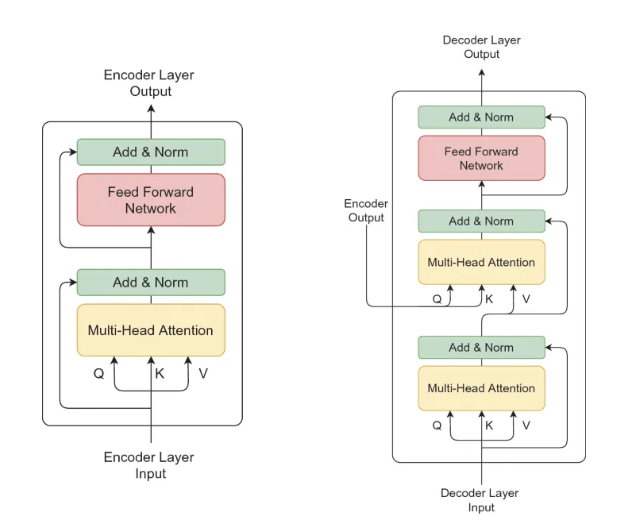 Encoder Layer
Output
Add & Norm
Feed Forward
Network
Add & Norm
Multi-Head Attention
Q K V
Encoder Layer
Input
Decoder Layer
Output
Add & Norm
Feed Forward
Network
Encoder
Output
Add & Norm
Multi-Head Attention
Q K V
Add & Norm
Multi-Head Attention
Q K V
Decoder Layer
Input